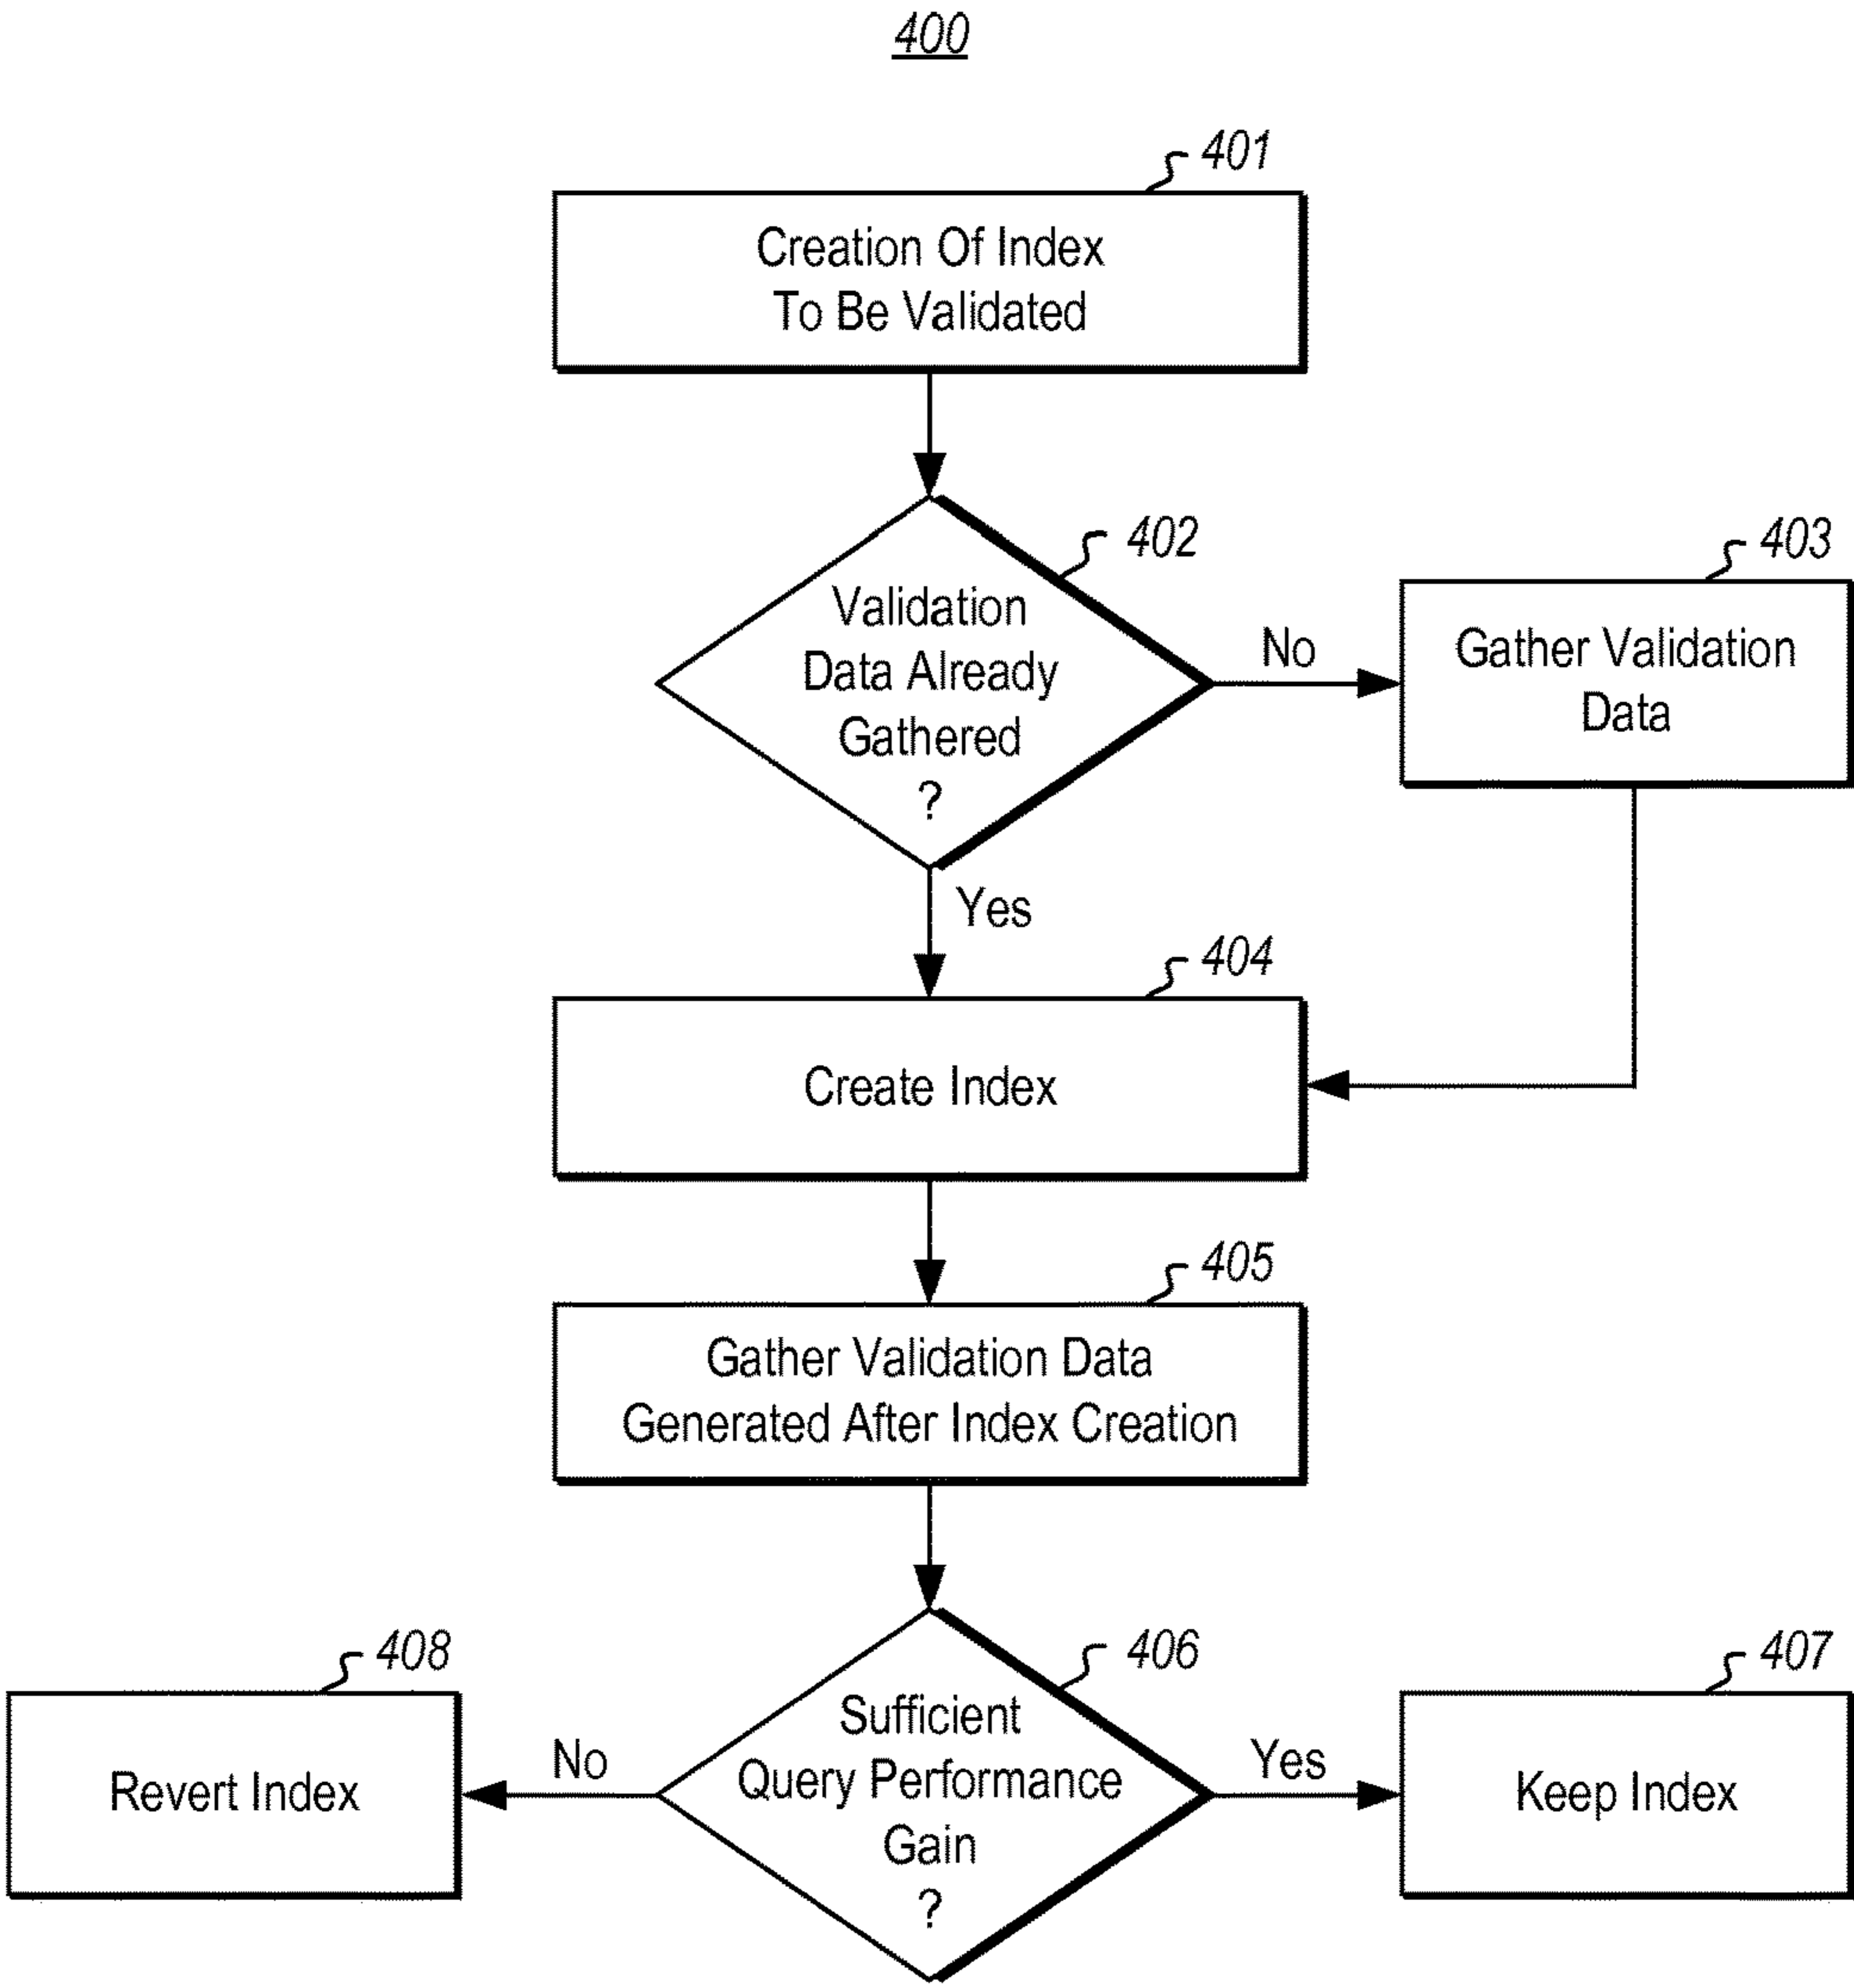 400
401
Creation Of Index
To Be Validated
402
Validation
Data Already
Gathered
?
No
403
Gather Validation
Data
Yes
404
Create Index
405
Gather Validation Data
Generated After Index Creation
406
Sufficient
Query Performance
Gain
?
Yes
407
Keep Index
No
408
Revert Index